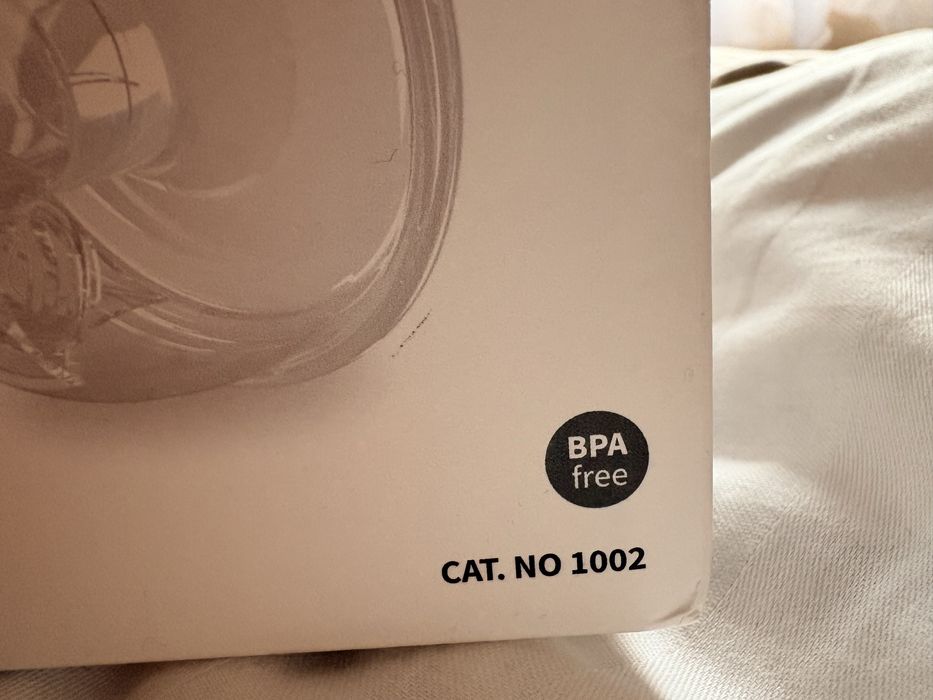 BPA
free
CAT. NO 1002